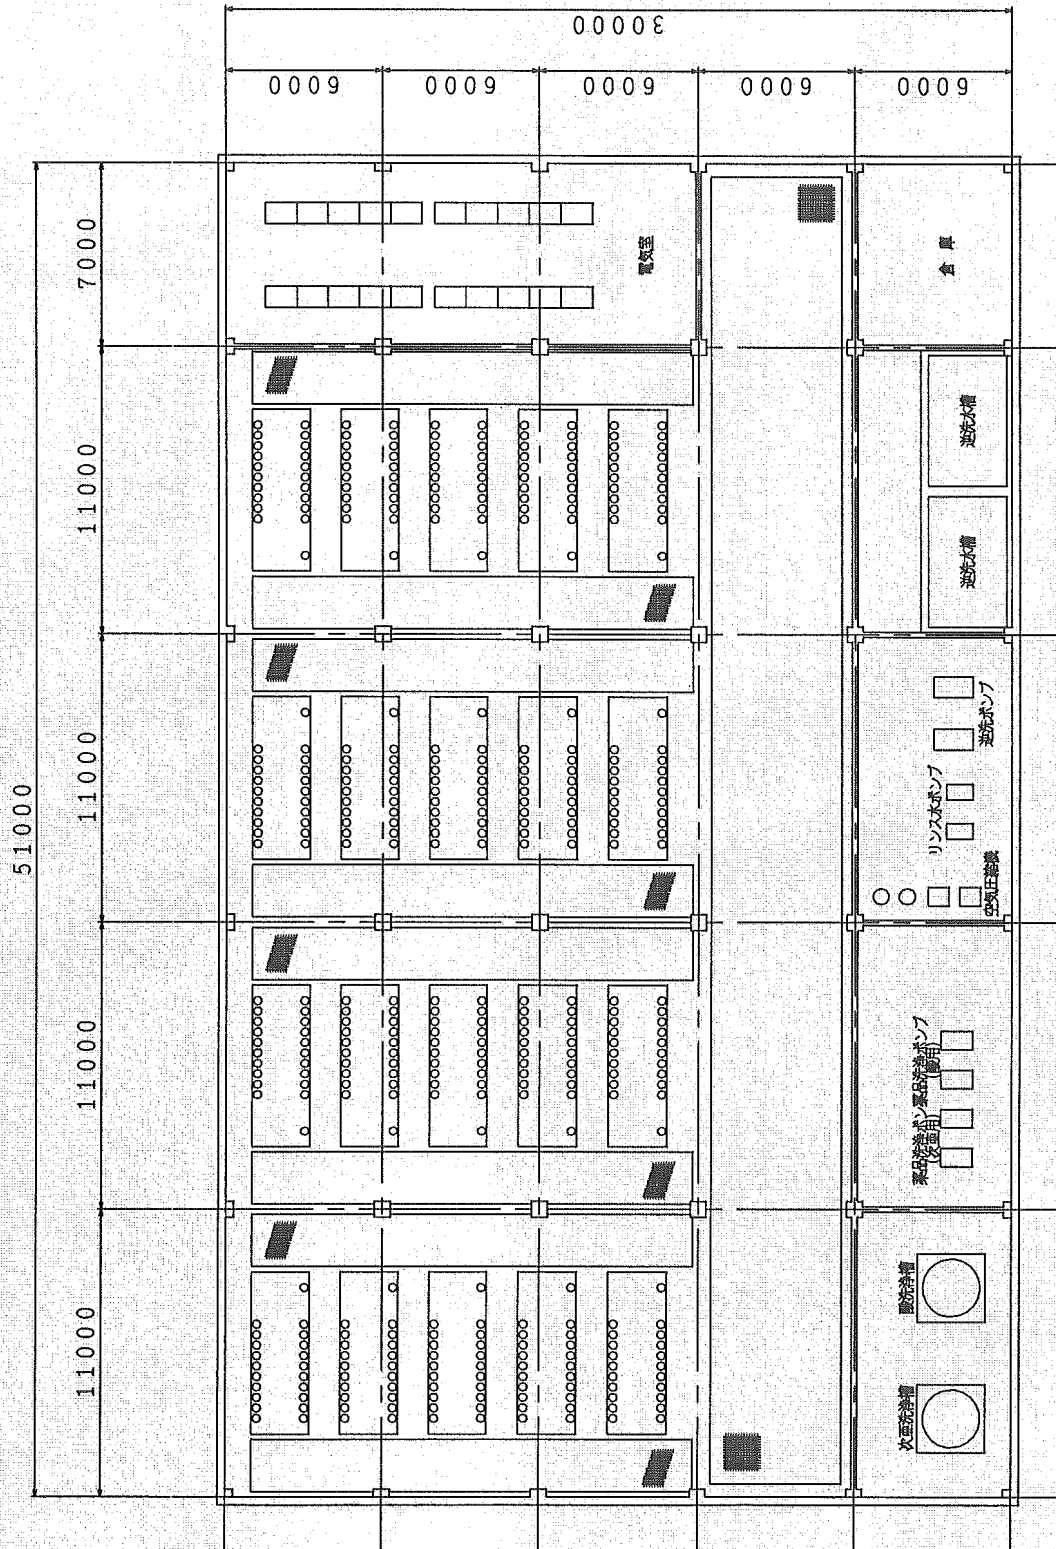 30000
6000
6000
6000
6000
6000
51000
7000
11000
11000
11000
11000
電気室
倉庫
逆洗水槽
逆洗水槽
逆洗ポンプ
リンス水ポンプ
空気圧縮機
薬品洗浄ポンプ
(酸用)
薬品洗浄ポン
(次亜用)
酸洗浄槽
次亜洗浄槽